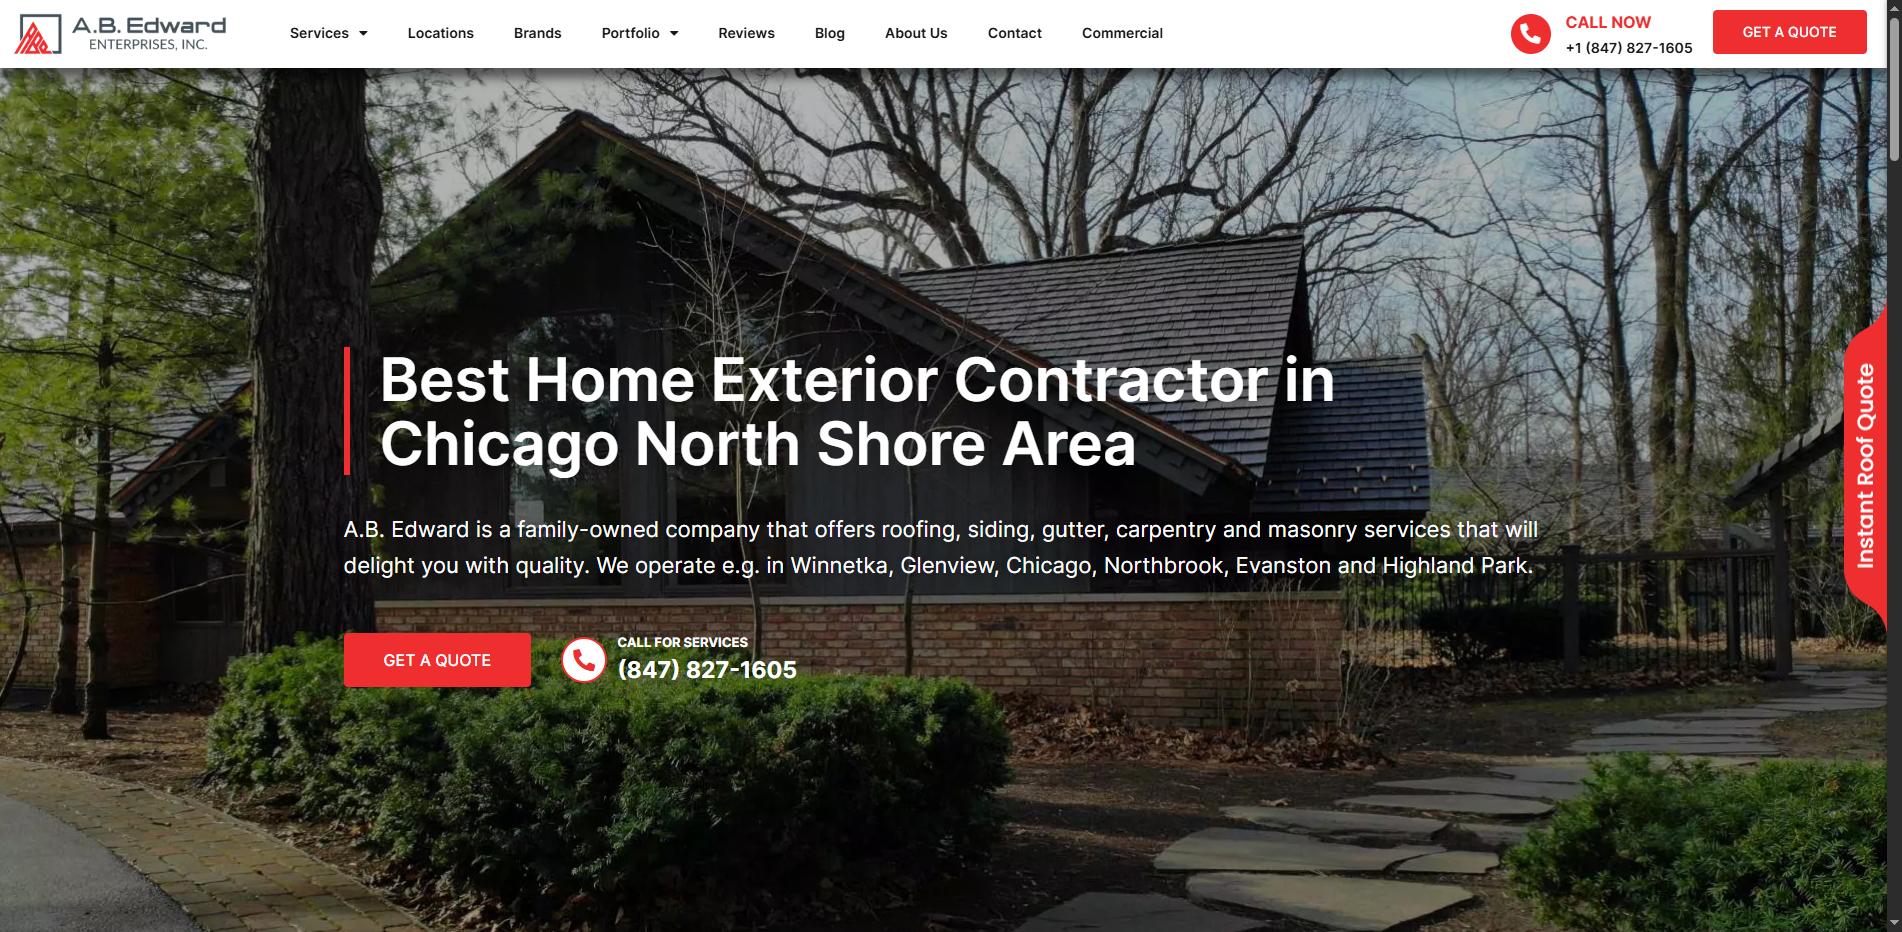 A.B. Edward
ENTERPRISES, INC.
Services
Locations
Brands
Portfolio
Reviews
Blog
About Us
Contact
Commercial
CALL NOW
+1 (847) 827-1605
GET A QUOTE
Best Home Exterior Contractor in
Chicago North Shore Area
A.B. Edward is a family-owned company that offers roofing, siding, gutter, carpentry and masonry services that will
delight you with quality. We operate e.g. in Winnetka, Glenview, Chicago, Northbrook, Evanston and Highland Park.
GET A QUOTE
CALL FOR SERVICES
(847) 827-1605
Instant Roof Quote